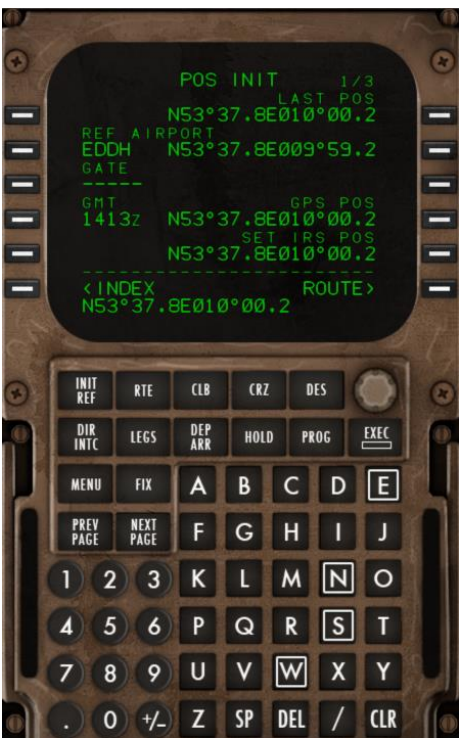 POS INIT 1/3
LAST POS
N53°37.8E010°00.2
REF AIRPORT
EDDH N53°37.8E009°59.2
GATE
-----
GMT GPS POS
1413z N53°37.8E010°00.2
SET IRS POS
N53°37.8E010°00.2
------------------------
<INDEX ROUTE>
N53°37.8E010°00.2
INIT REF RTE CLB CRZ DES
DIR INTC LEGS DEP ARR HOLD PROG EXEC
MENU FIX A B C D E
PREV PAGE NEXT PAGE F G H I J
1 2 3 K L M N O
4 5 6 P Q R S T
7 8 9 U V W X Y
. 0 +/- Z SP DEL / CLR